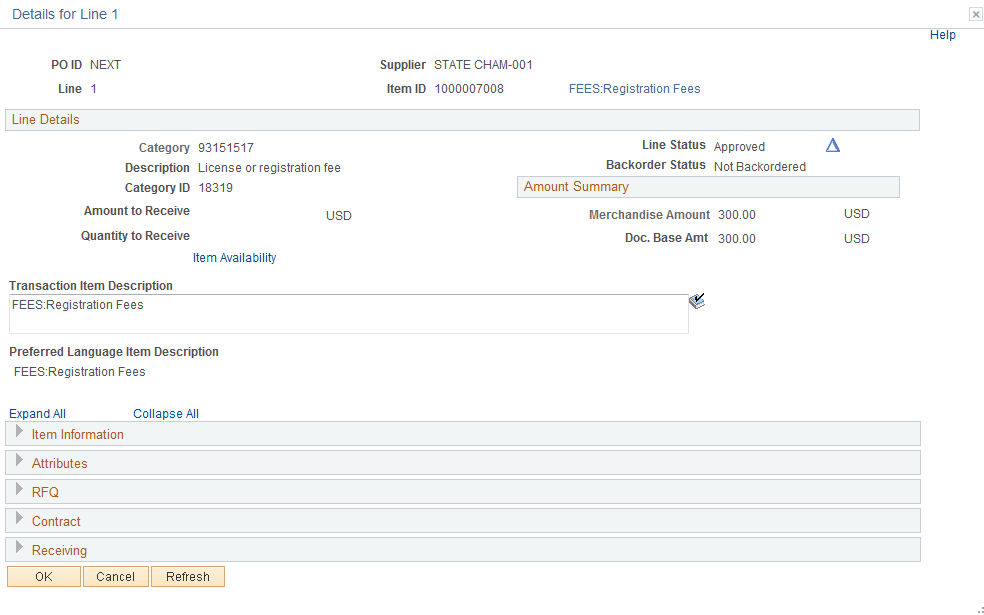 Details for Line 1
Help
PO ID NEXT Supplier STATE CHAM-001
Line 1 Item ID 1000007008 FEES:Registration Fees
Line Details
Category 93151517 Line Status Approved
Description License or registration fee Backorder Status Not Backordered
Category ID 18319 Amount Summary
Amount to Receive USD Merchandise Amount 300.00 USD
Quantity to Receive Doc. Base Amt 300.00 USD
Item Availability
Transaction Item Description
FEES:Registration Fees
Preferred Language Item Description
FEES:Registration Fees
Expand All Collapse All
Item Information
Attributes
RFQ
Contract
Receiving
OK Cancel Refresh